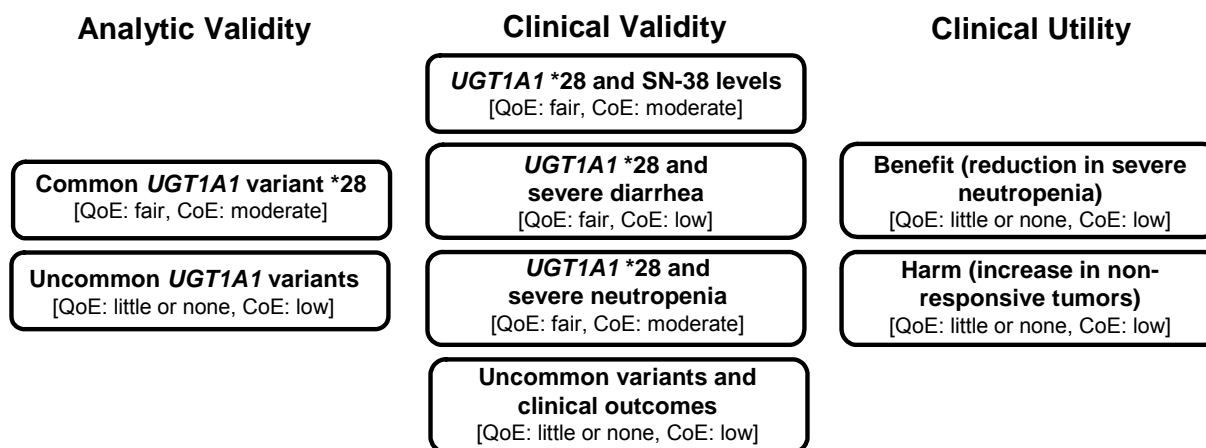 Analytic Validity
Common UGT1A1 variant *28
[QoE: fair, CoE: moderate]
Uncommon UGT1A1 variants
[QoE: little or none, CoE: low]
Clinical Validity
UGT1A1 *28 and SN-38 levels
[QoE: fair, CoE: moderate]
UGT1A1 *28 and
severe diarrhea
[QoE: fair, CoE: low]
UGT1A1 *28 and
severe neutropenia
[QoE: fair, CoE: moderate]
Uncommon variants and
clinical outcomes
[QoE: little or none, CoE: low]
Clinical Utility
Benefit (reduction in severe
neutropenia)
[QoE: little or none, CoE: low]
Harm (increase in non-
responsive tumors)
[QoE: little or none, CoE: low]